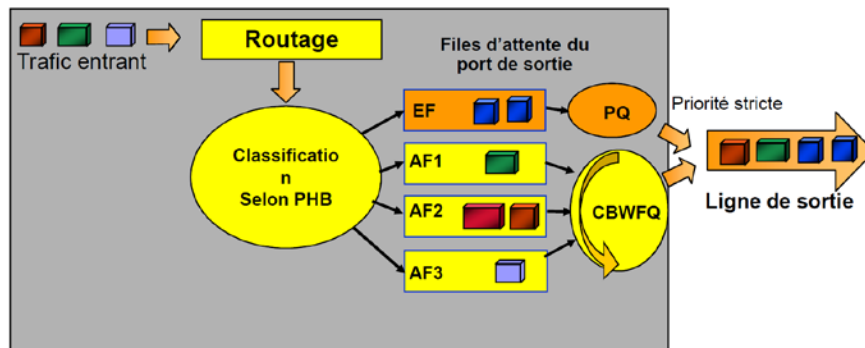 Routage
Trafic entrant
Files d'attente du
port de sortie
EF
PQ
Priorité stricte
Classificatio
n
Selon PHB
AF1
AF2
AF3
CBWFQ
Ligne de sortie